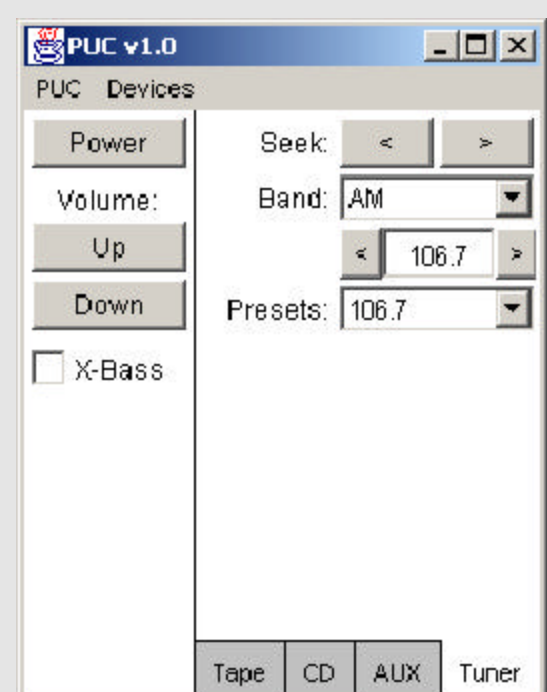 PUC v1.0
PUC Devices
Power
Volume:
Up
Down
X-Bass
Seek: < >
Band: AM
< 106.7 >
Presets: 106.7
Tape CD AUX Tuner